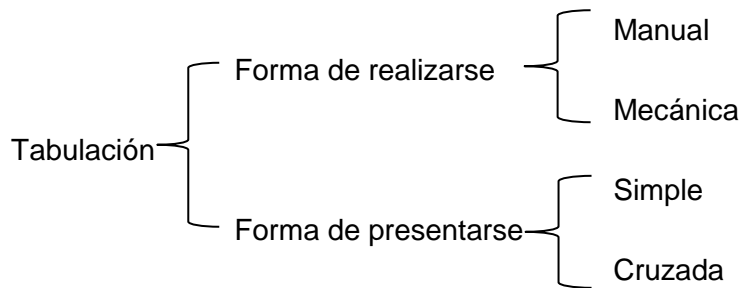 Tabulación
Forma de realizarse
Manual
Mecánica
Forma de presentarse
Simple
Cruzada